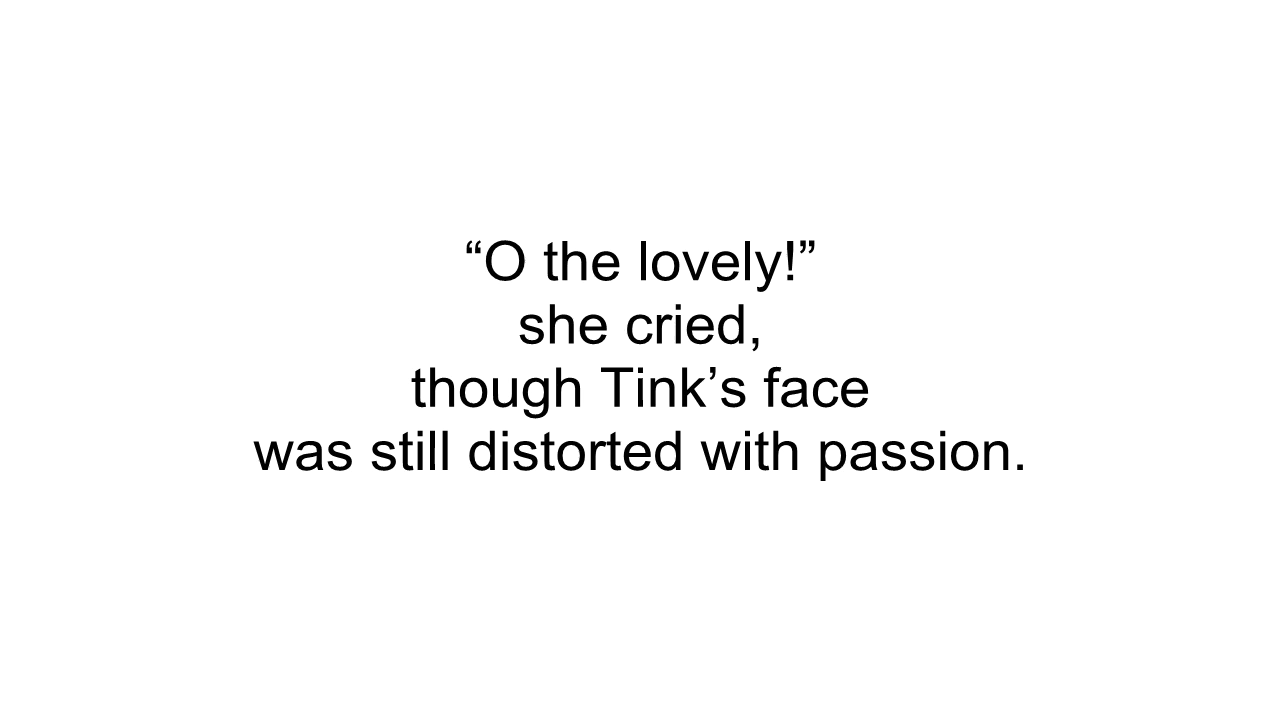 “O the lovely!”
she cried,
though Tink’s face
was still distorted with passion.